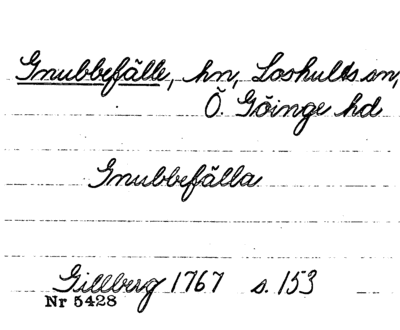 Gnubbefälle, hn, Loshults sn,
Ö. Göinge hd
Gnubbefälla
Gillberg 1767 s. 153
Nr 5428